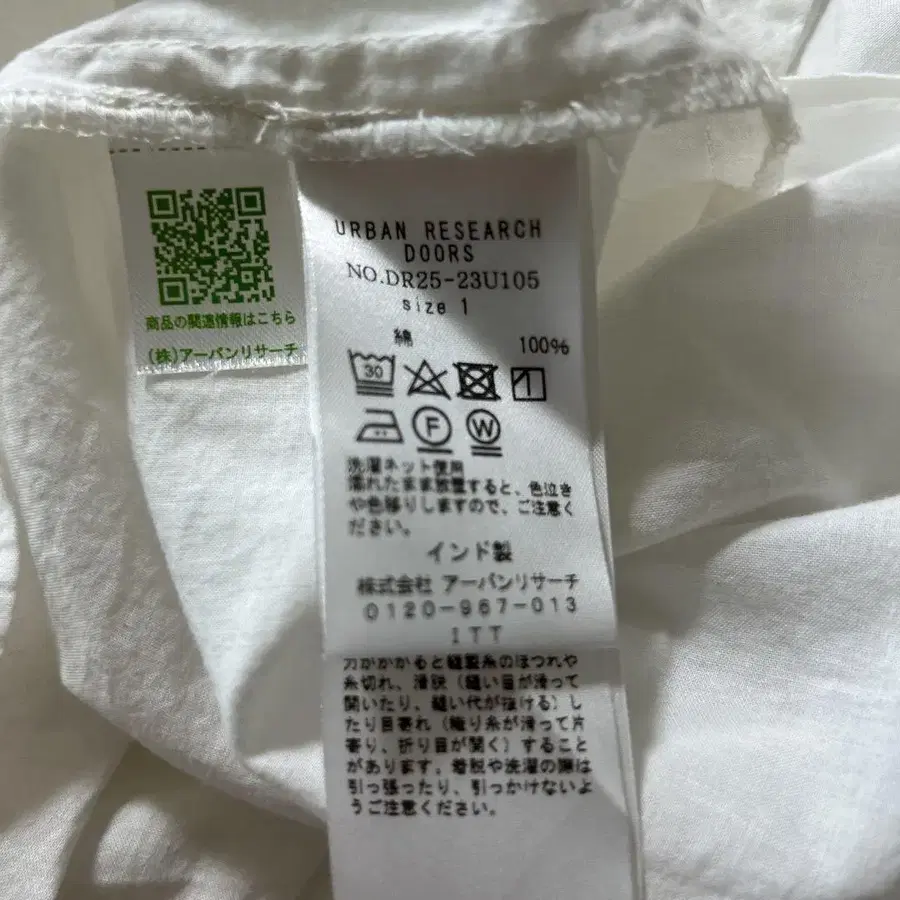 商品の関連情報はこちら
(株)アーバンリサーチ
URBAN RESEARCH
DOORS
NO.DR25-23U105
size 1
綿 100%
30
1
F W
洗濯ネット使用
濡れたまま放置すると、色泣き
や色移りしますので、ご注意く
ださい。
インド製
株式会社 アーバンリサーチ
0120-967-013
ITT
力がかかると縫製糸のほつれや
糸切れ、滑脱(縫い目が滑って
開いたり、縫い代が抜ける)し
たり目寄れ(織り糸が滑って片
寄り、折り目が開く)すること
があります。着脱や洗濯の際は
引っ張ったり、引っかけないよ
うご注意ください。